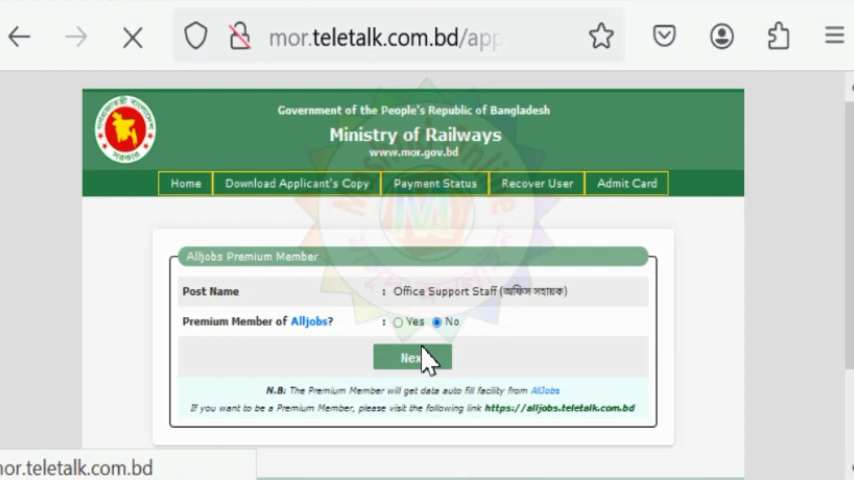 mor.teletalk.com.bd/app
Government of the People's Republic of Bangladesh
Ministry of Railways
www.mor.gov.bd
Home Download Applicant's Copy Payment Status Recover User Admit Card
Alljobs Premium Member
Post Name : Office Support Staff (অফিস সহায়ক)
Premium Member of Alljobs? : Yes No
Next
N.B: The Premium Member will get data auto fill facility from AllJobs
If you want to be a Premium Member, please visit the following link https://alljobs.teletalk.com.bd
mor.teletalk.com.bd